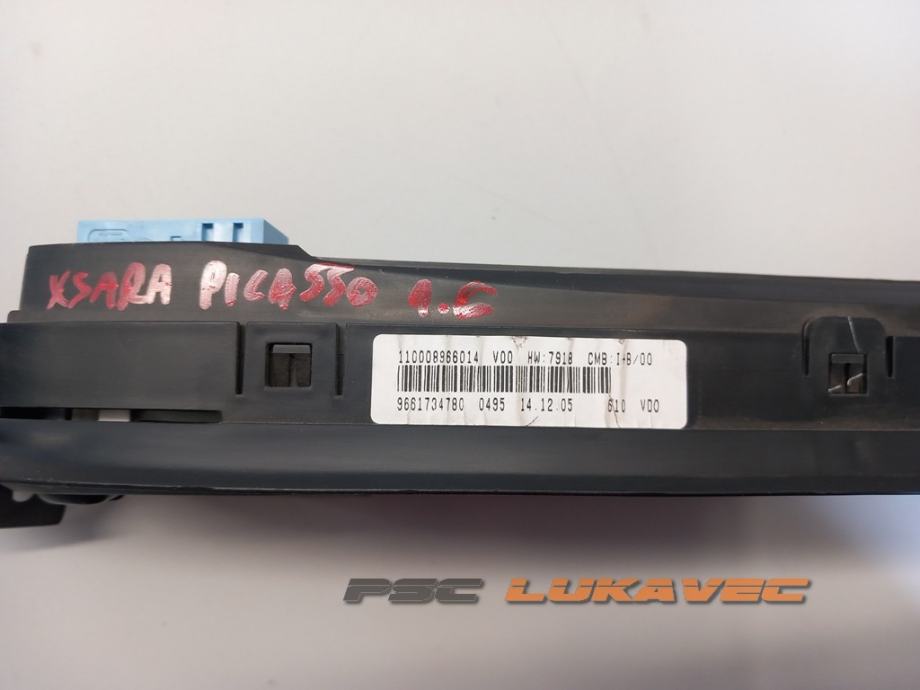 XSARA PICASSO 1.6
110008966014 V00 HW:7918 CMB:I+B/00
9661734780 0495 14.12.05 610 VDO
PSC LUKAVEC